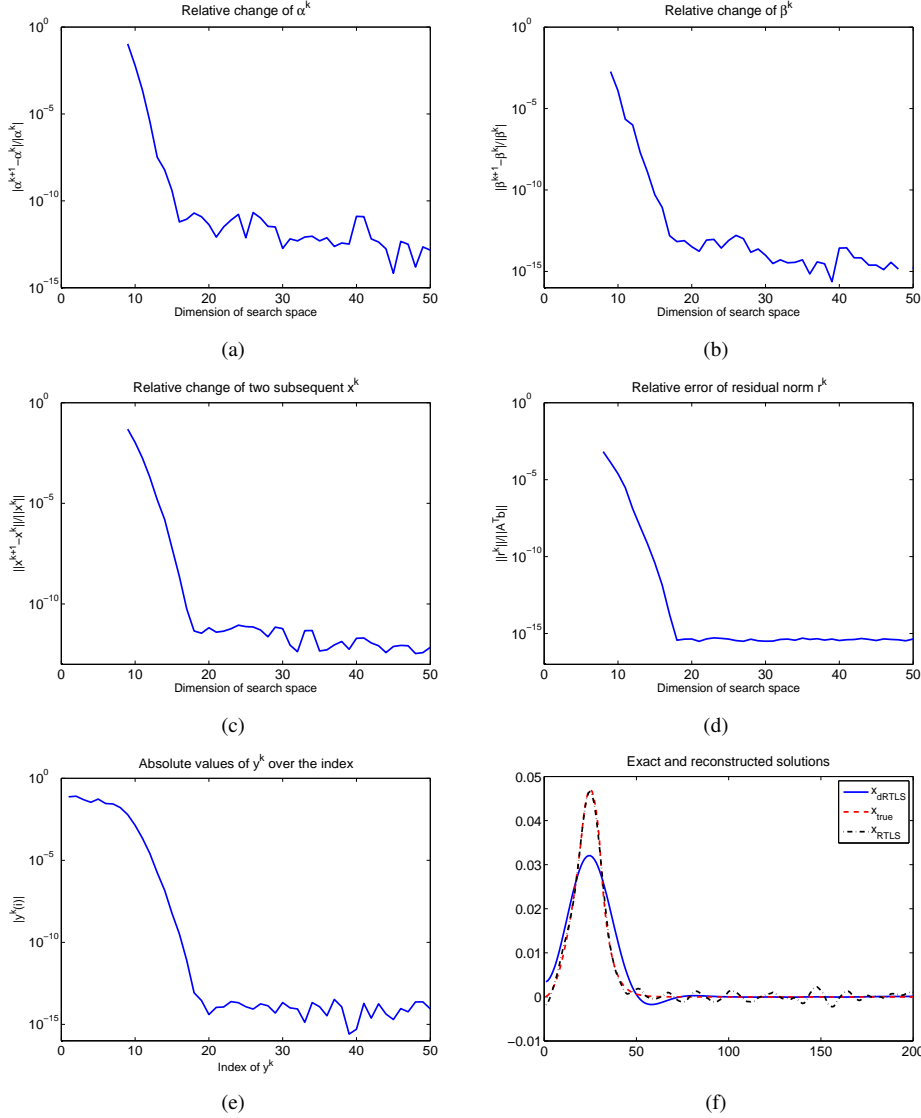 Relative change of α^k
10^0
10^−5
10^−10
10^−15
|α^{k+1}−α^k|/|α^k|
0 10 20 30 40 50
Dimension of search space
(a)
Relative change of β^k
10^0
10^−5
10^−10
10^−15
|β^{k+1}−β^k|/|β^k|
0 10 20 30 40 50
Dimension of search space
(b)
Relative change of two subsequent x^k
10^0
10^−5
10^−10
||x^{k+1}−x^k||/||x^k||
0 10 20 30 40 50
Dimension of search space
(c)
Relative error of residual norm r^k
10^0
10^−5
10^−10
10^−15
||r^k||/||A^Tb||
0 10 20 30 40 50
Dimension of search space
(d)
Absolute values of y^k over the index
10^0
10^−5
10^−10
10^−15
|y^k(i)|
0 10 20 30 40 50
Index of y^k
(e)
Exact and reconstructed solutions
0.05
0.04
0.03
0.02
0.01
0
−0.01
x_dRTLS
x_true
x_RTLS
0 50 100 150 200
(f)